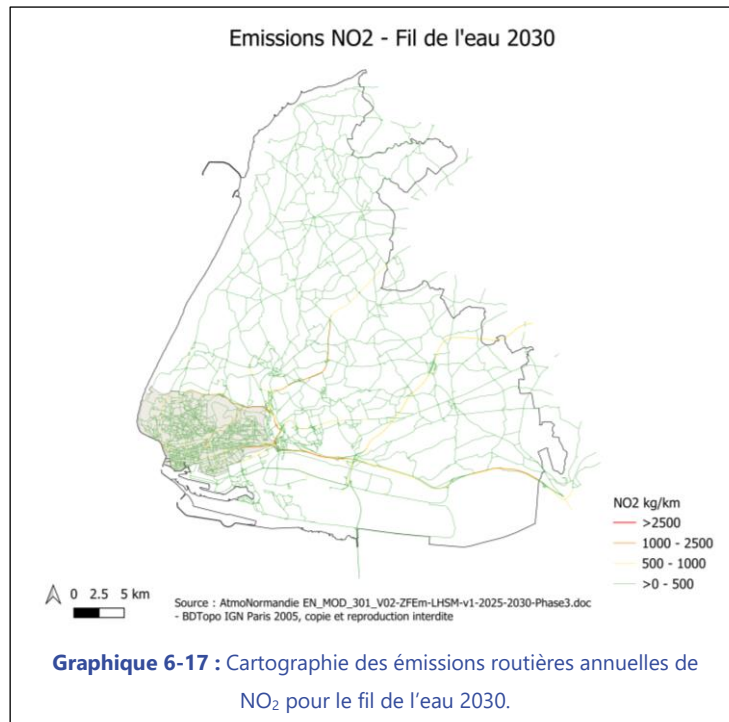 Emissions NO2 - Fil de l'eau 2030
NO2 kg/km
>2500
1000 - 2500
500 - 1000
>0 - 500
0 2.5 5 km
Source : AtmoNormandie EN_MOD_301_V02-ZFEm-LHSM-v1-2025-2030-Phase3.doc
- BDTopo IGN Paris 2005, copie et reproduction interdite
Graphique 6-17 : Cartographie des émissions routières annuelles de
NO₂ pour le fil de l’eau 2030.